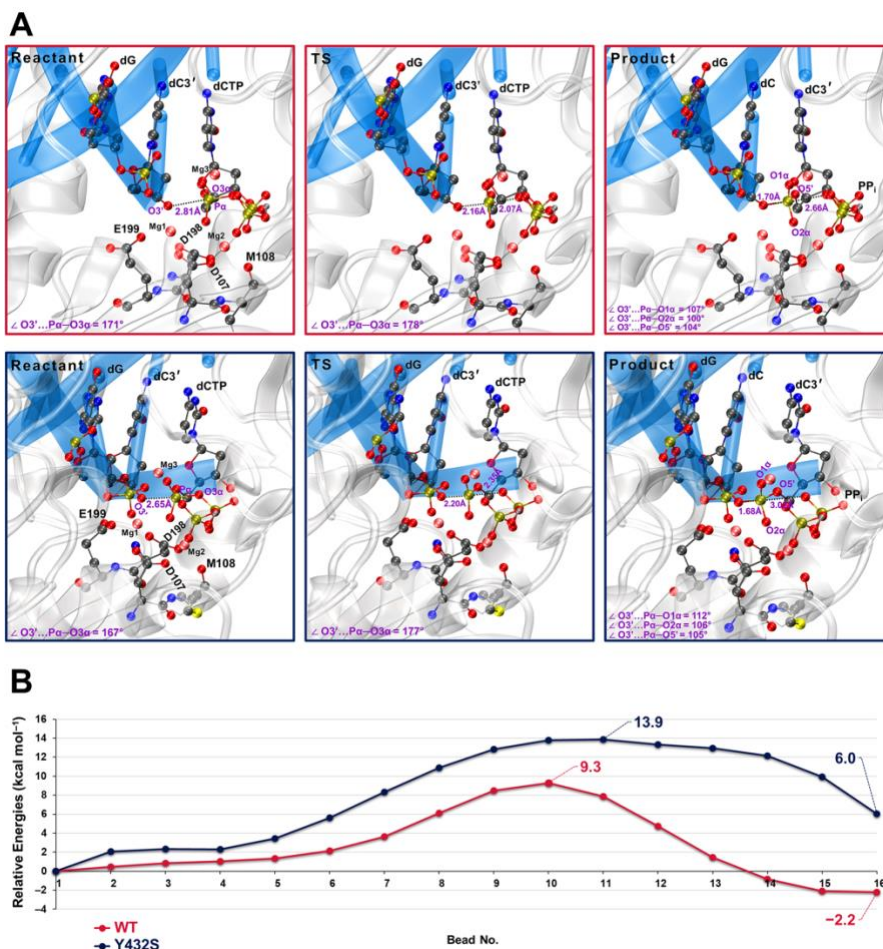 A
Reactant
dG
dC3′
dCTP
Mg3
O3α
Pα
O3'
2.81Å
E199
Mg1
D198
Mg2
D107
M108
∠ O3'...Pα–O3α = 171°
TS
dG
dC3'
dCTP
2.16Å
2.07Å
∠ O3'...Pα–O3α = 178°
Product
dG
dC
dC3′
O1α
O5'
PPi
1.70Å
2.66Å
O2α
∠ O3'...Pα–O1α = 107°
∠ O3'...Pα–O2α = 100°
∠ O3'...Pα–O5' = 104°
Reactant
dG
dC3′
dCTP
Mg3
Pα
O3α
2.65Å
E199
Mg1
D198
Mg2
D107
M108
∠ O3'...Pα–O3α = 167°
TS
dG
dC3′
dCTP
2.20Å
2.35Å
∠ O3'...Pα–O3α = 177°
Product
dG
dC
dC3′
O1α
O5'
PPi
1.68Å
O2α
∠ O3'...Pα–O1α = 112°
∠ O3'...Pα–O2α = 106°
∠ O3'...Pα–O5' = 105°
B
Relative Energies (kcal mol⁻¹)
16
14
12
10
8
6
4
2
0
−2
−4
13.9
9.3
6.0
−2.2
1 2 3 4 5 6 7 8 9 10 11 12 13 14 15 16
WT
Y432S
Bead No.